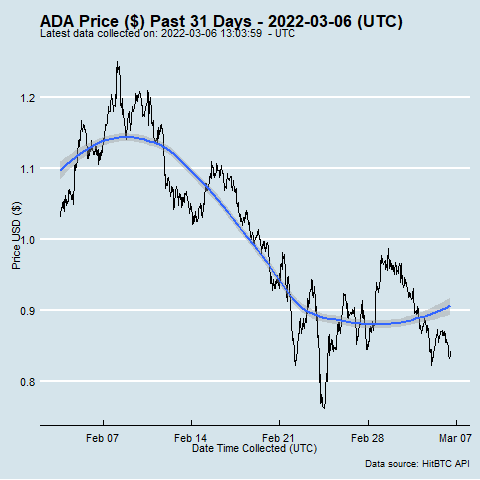 ADA Price ($) Past 31 Days - 2022-03-06 (UTC)
Latest data collected on: 2022-03-06 13:03:59 - UTC
Price USD ($)
1.2
1.1
1.0
0.9
0.8
Feb 07
Feb 14
Feb 21
Feb 28
Mar 07
Date Time Collected (UTC)
Data source: HitBTC API